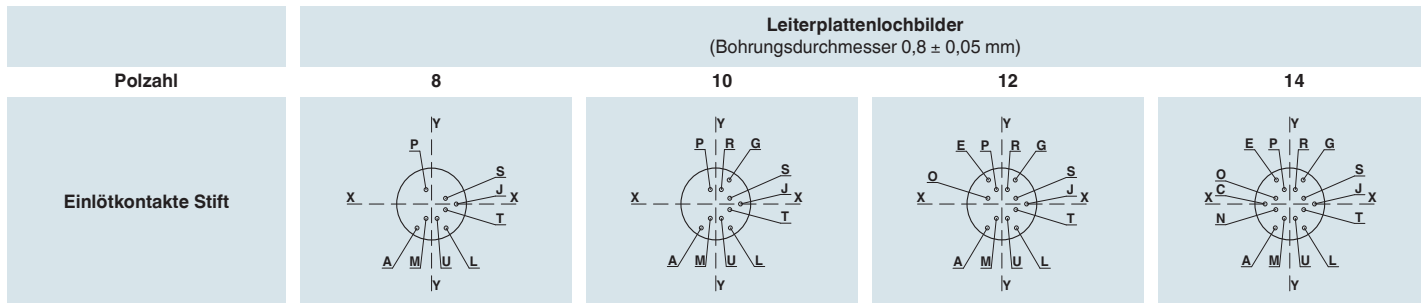 Leiterplattenlochbilder
(Bohrungsdurchmesser 0,8 ± 0,05 mm)
Polzahl 8 10 12 14
Einlötkontakte Stift
Y
P
S
J
X X
T
A M U L
Y
Y
P R G
S
J
X X
T
A M U L
Y
Y
E P R G
O S
J
X X
T
A M U L
Y
Y
E P R G
O S
C J
X X
N T
A M U L
Y